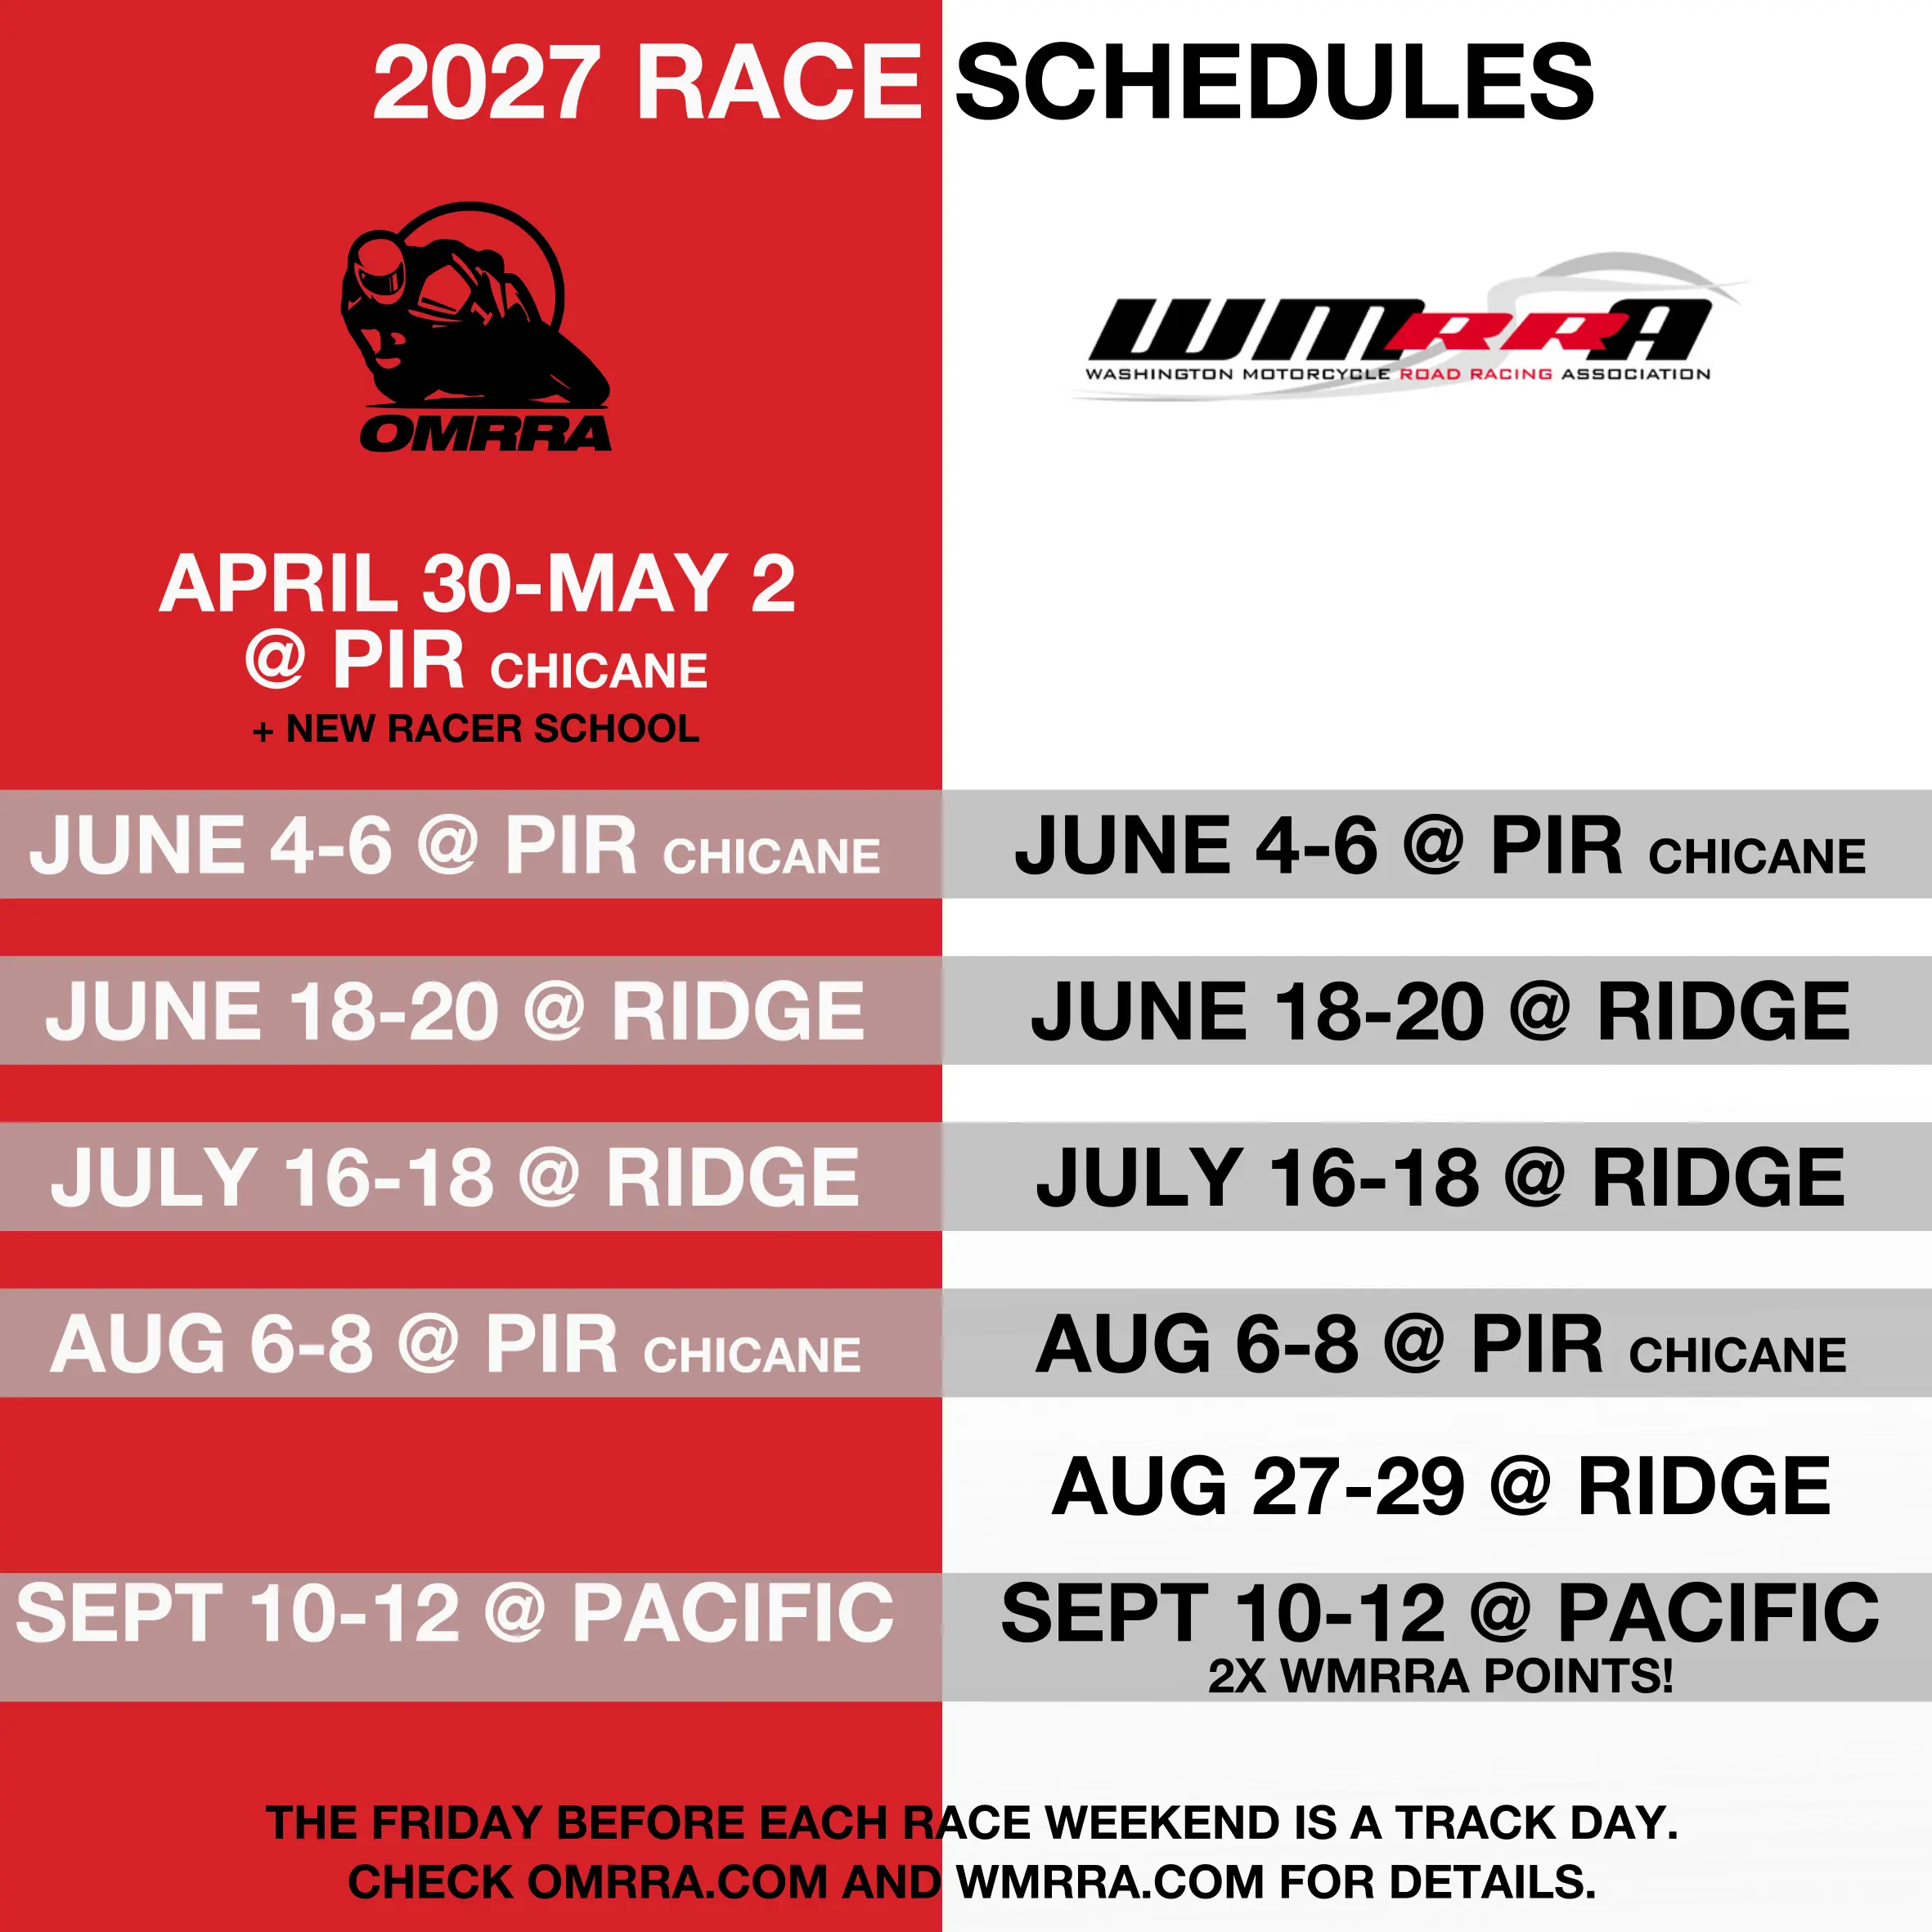 2027 RACE SCHEDULES
OMRRA
WMRRA
WASHINGTON MOTORCYCLE ROAD RACING ASSOCIATION
APRIL 30-MAY 2
@ PIR CHICANE
+ NEW RACER SCHOOL
JUNE 4-6 @ PIR CHICANE
JUNE 4-6 @ PIR CHICANE
JUNE 18-20 @ RIDGE
JUNE 18-20 @ RIDGE
JULY 16-18 @ RIDGE
JULY 16-18 @ RIDGE
AUG 6-8 @ PIR CHICANE
AUG 6-8 @ PIR CHICANE
AUG 27-29 @ RIDGE
SEPT 10-12 @ PACIFIC
SEPT 10-12 @ PACIFIC
2X WMRRA POINTS!
THE FRIDAY BEFORE EACH RACE WEEKEND IS A TRACK DAY.
CHECK OMRRA.COM AND WMRRA.COM FOR DETAILS.